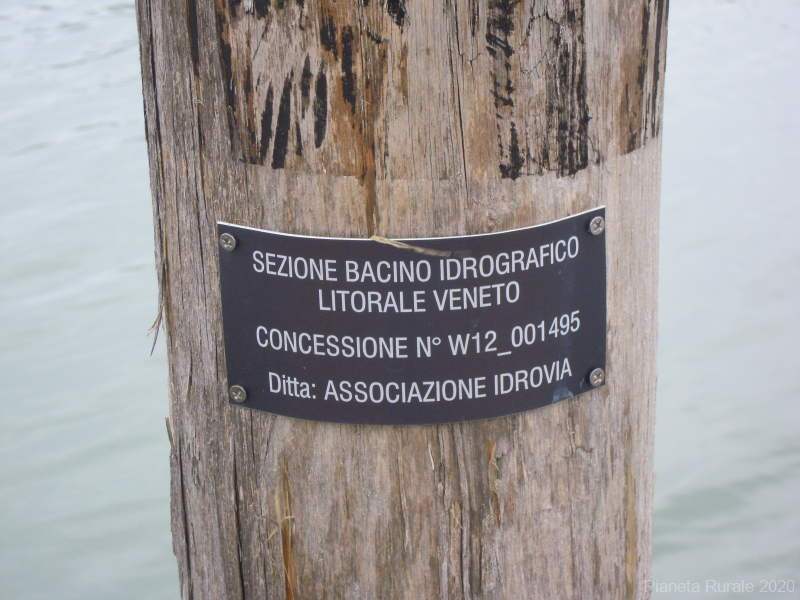 SEZIONE BACINO IDROGRAFICO
LITORALE VENETO
CONCESSIONE N° W12_001495
Ditta: ASSOCIAZIONE IDROVIA
Pianeta Rurale 2020